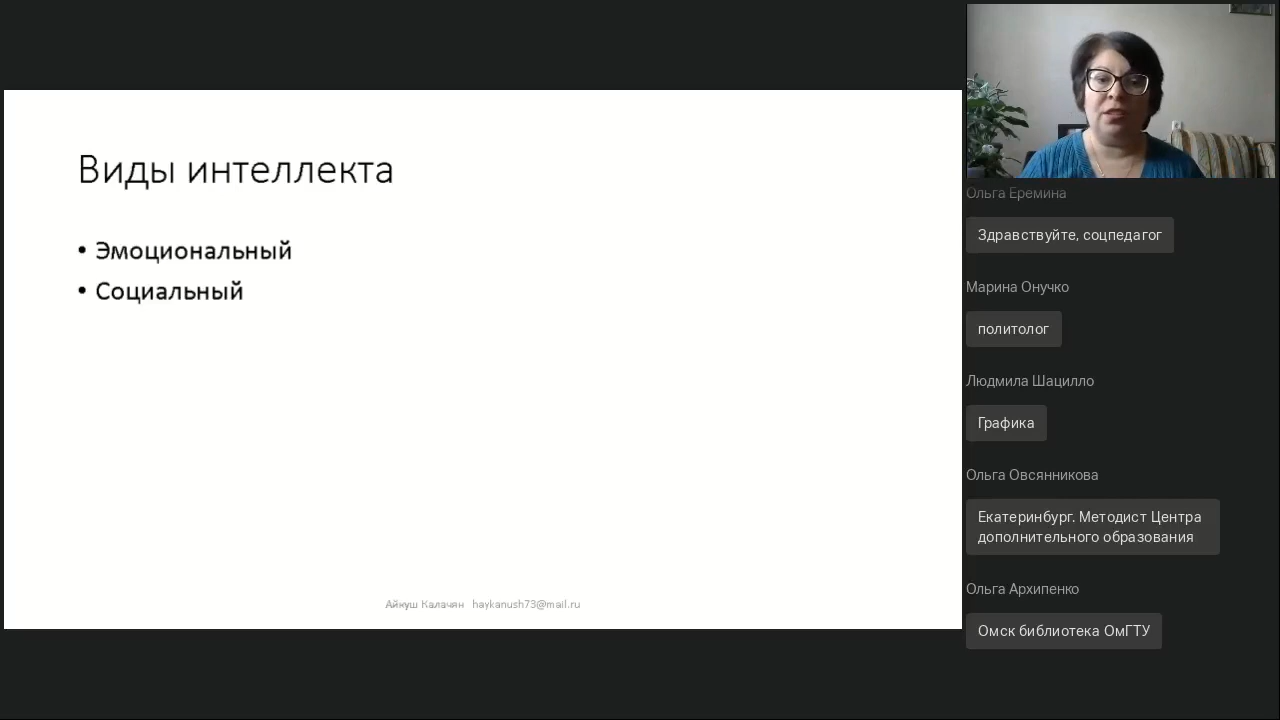 Виды интеллекта
• Эмоциональный
• Социальный
Айкуш Калачян haykanush73@mail.ru
Ольга Еремина
Здравствуйте, соцпедагог
Марина Онучко
политолог
Людмила Шацилло
Графика
Ольга Овсянникова
Екатеринбург. Методист Центра
дополнительного образования
Ольга Архипенко
Омск библиотека ОмГТУ